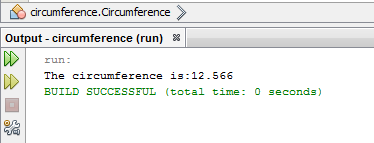 circumference.Circumference
Output - circumference (run)
run:
The circumference is:12.566
BUILD SUCCESSFUL (total time: 0 seconds)